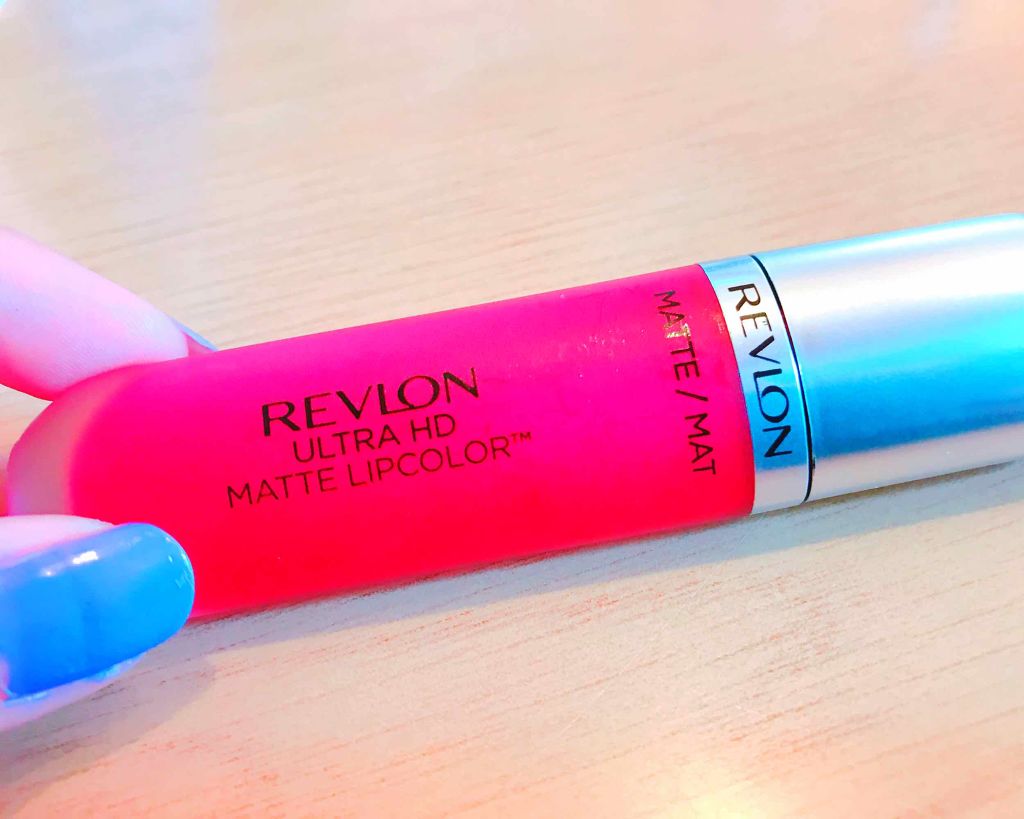 REVLON
ULTRA HD
MATTE LIPCOLOR™
MATTE / MAT
REVLON